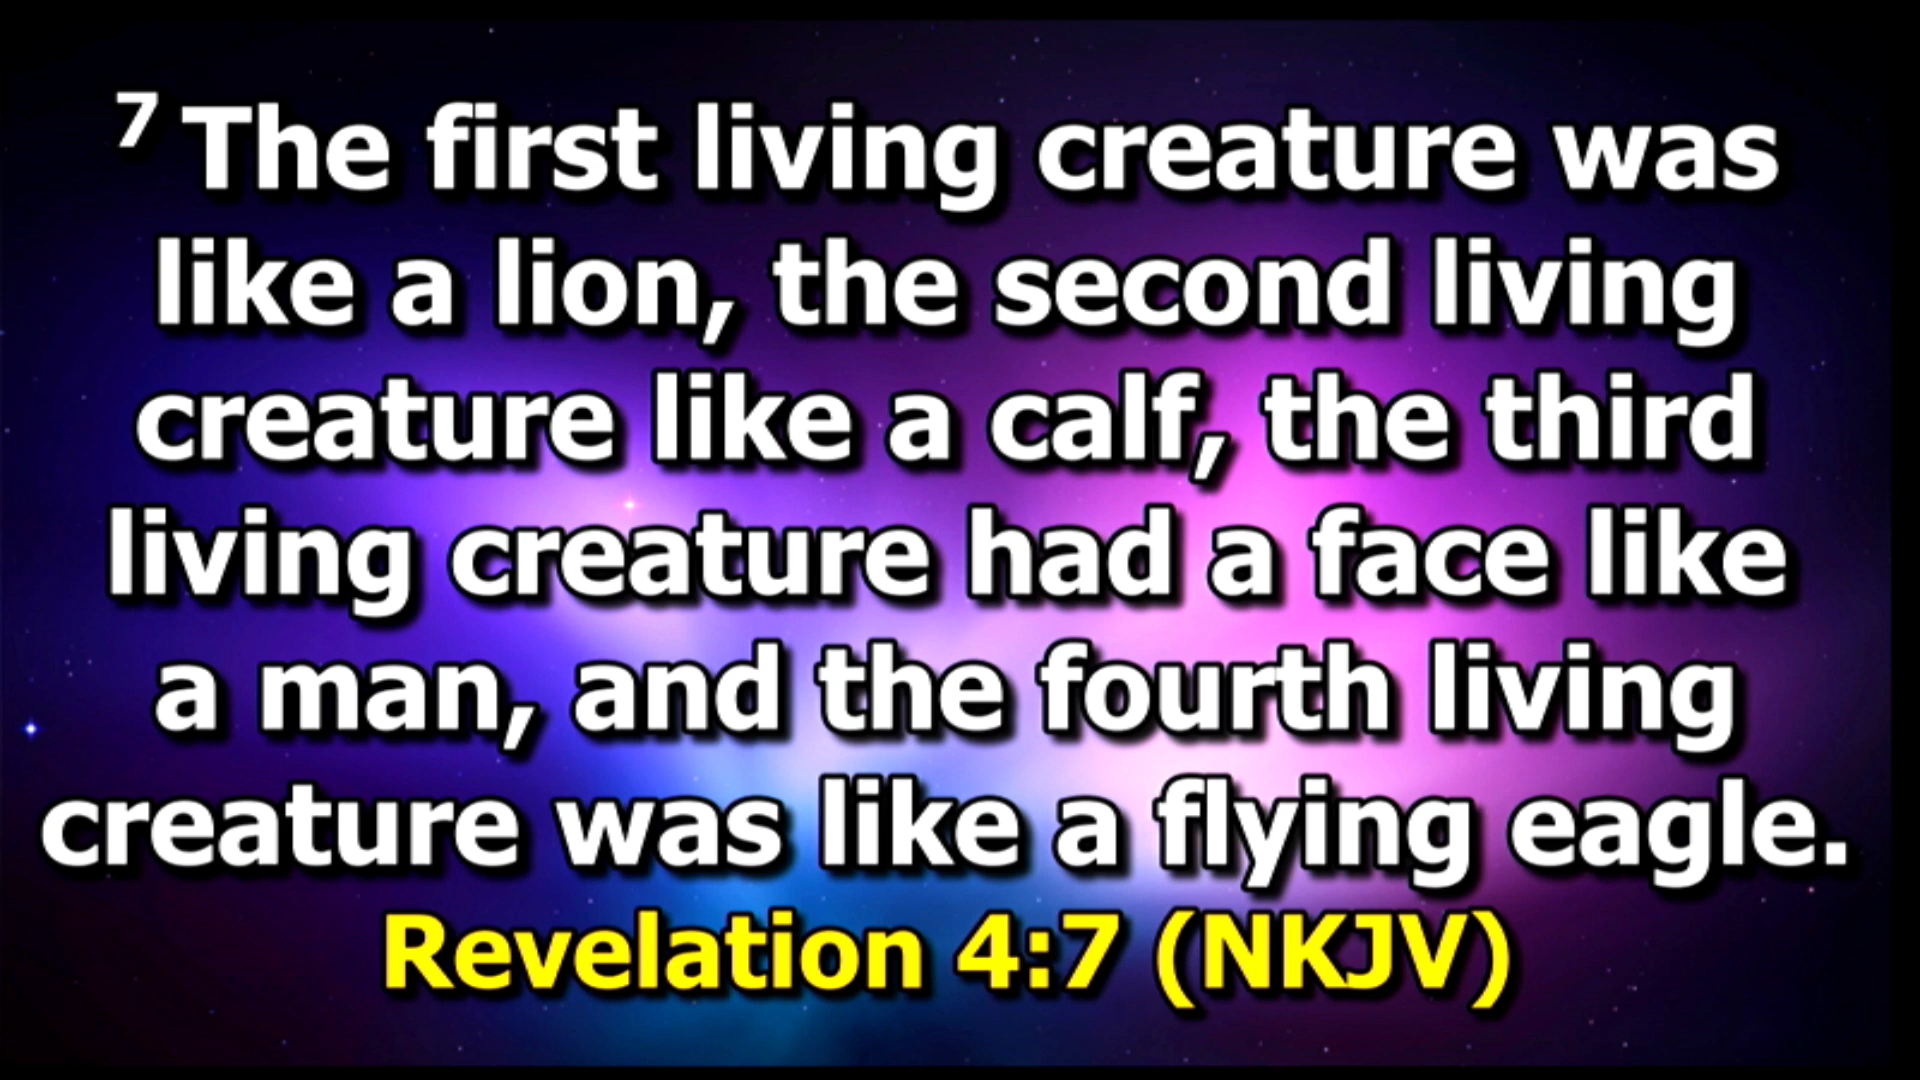 7 The first living creature was
like a lion, the second living
creature like a calf, the third
living creature had a face like
a man, and the fourth living
creature was like a flying eagle.
Revelation 4:7 (NKJV)